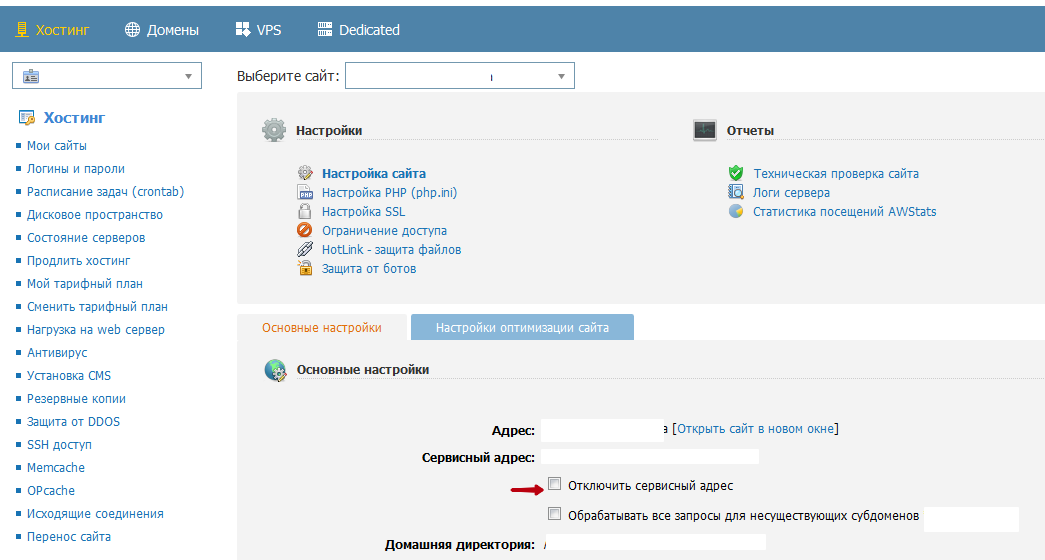 Хостинг Домены VPS Dedicated
Выберите сайт:
Хостинг
Мои сайты
Логины и пароли
Расписание задач (crontab)
Дисковое пространство
Состояние серверов
Продлить хостинг
Мой тарифный план
Сменить тарифный план
Нагрузка на web сервер
Антивирус
Установка CMS
Резервные копии
Защита от DDOS
SSH доступ
Memcache
OPcache
Исходящие соединения
Перенос сайта
Настройки
Настройка сайта
PHP Настройка PHP (php.ini)
Настройка SSL
Ограничение доступа
HotLink - защита файлов
Защита от ботов
Отчеты
Техническая проверка сайта
Логи сервера
Статистика посещений AWStats
Основные настройки Настройки оптимизации сайта
Основные настройки
Адрес: [Открыть сайт в новом окне]
Сервисный адрес:
Отключить сервисный адрес
Обрабатывать все запросы для несуществующих субдоменов
Домашняя директория: /